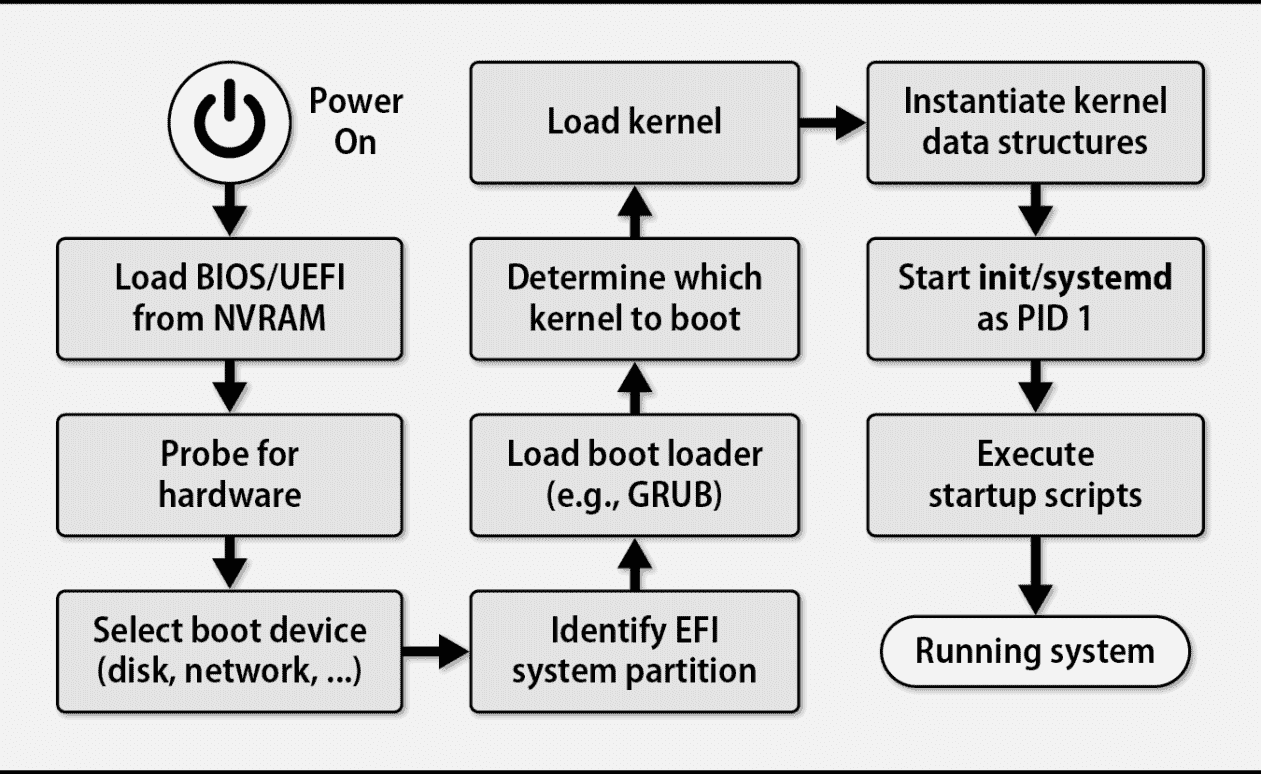 Power
On
Load BIOS/UEFI
from NVRAM
Probe for
hardware
Select boot device
(disk, network, ...)
Identify EFI
system partition
Load boot loader
(e.g., GRUB)
Determine which
kernel to boot
Load kernel
Instantiate kernel
data structures
Start init/systemd
as PID 1
Execute
startup scripts
Running system